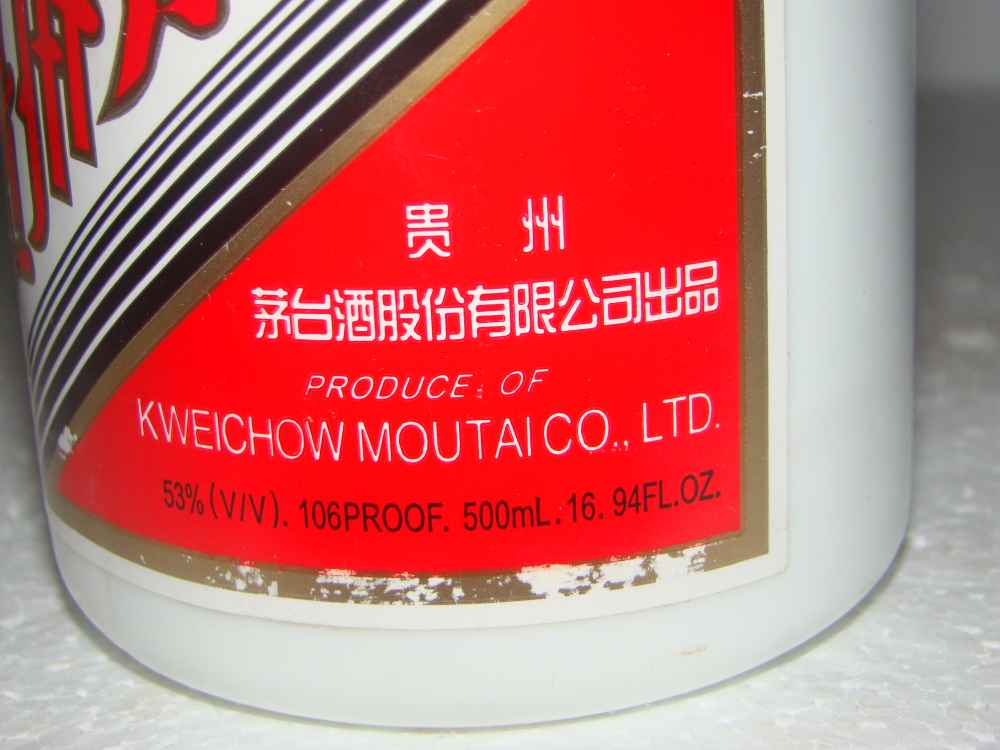 贵 州
茅台酒股份有限公司出品
PRODUCE OF
KWEICHOW MOUTAI CO., LTD.
53% (V/V). 106PROOF. 500mL. 16. 94FL.OZ.